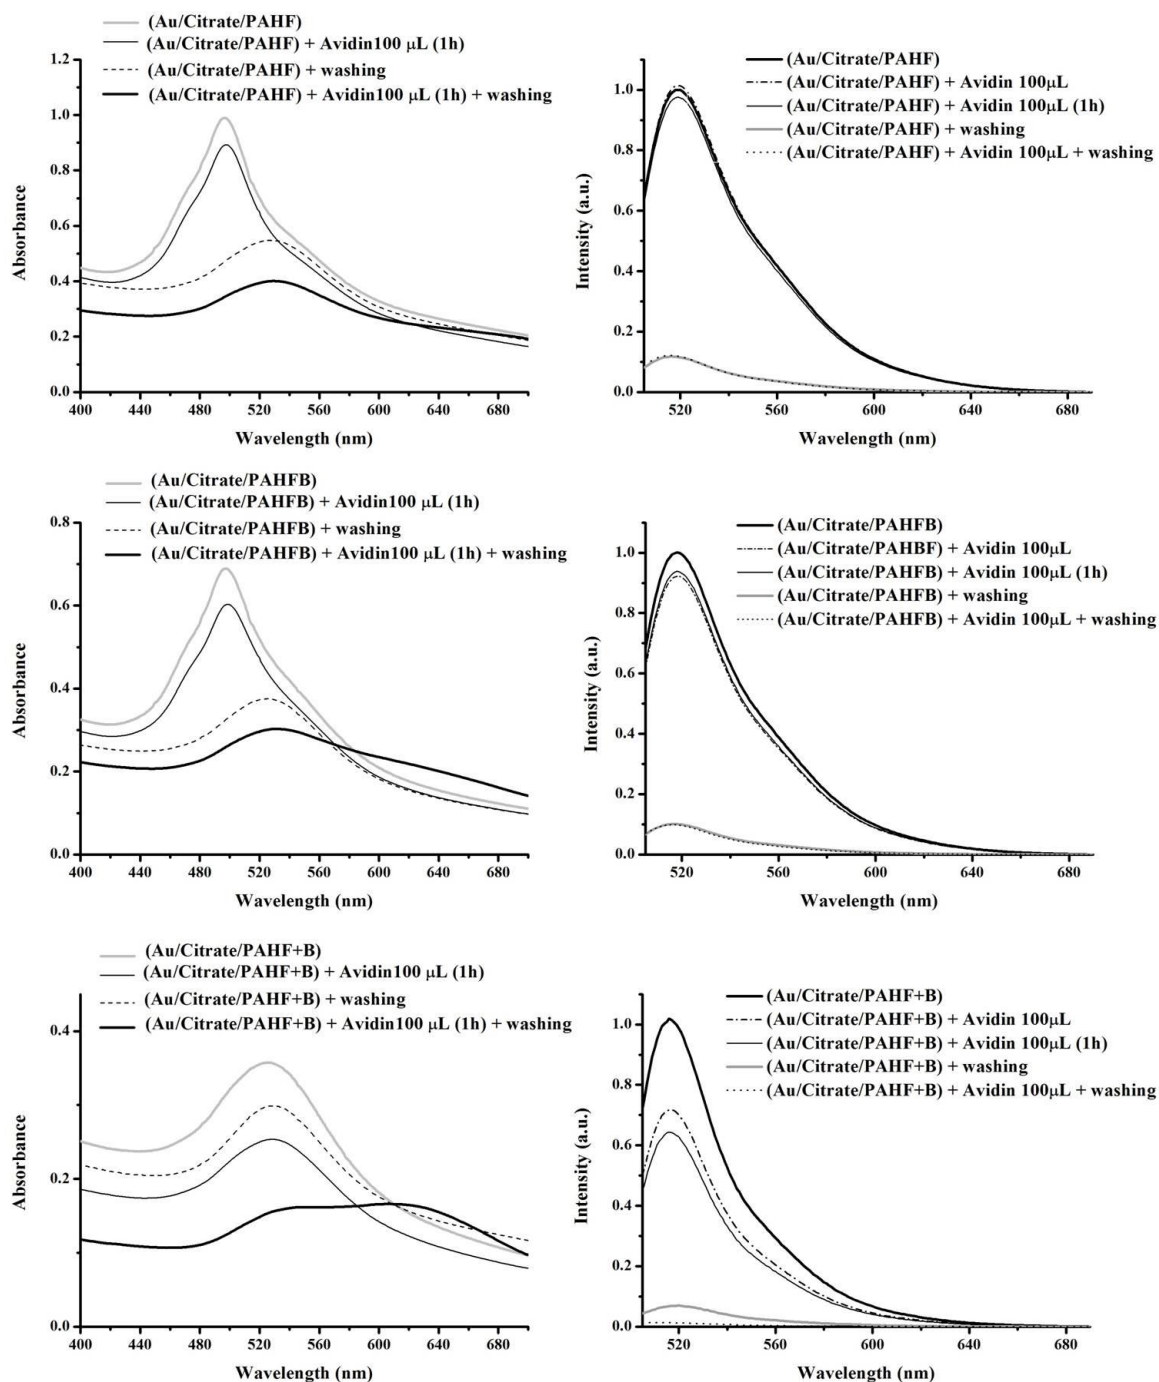 (Au/Citrate/PAHF)
(Au/Citrate/PAHF) + Avidin100 μL (1h)
(Au/Citrate/PAHF) + washing
(Au/Citrate/PAHF) + Avidin100 μL (1h) + washing
1.2
1.0
0.8
0.6
0.4
0.2
0.0
Absorbance
400 440 480 520 560 600 640 680
Wavelength (nm)
(Au/Citrate/PAHF)
(Au/Citrate/PAHF) + Avidin 100μL
(Au/Citrate/PAHF) + Avidin 100μL (1h)
(Au/Citrate/PAHF) + washing
(Au/Citrate/PAHF) + Avidin 100μL + washing
1.0
0.8
0.6
0.4
0.2
0.0
Intensity (a.u.)
520 560 600 640 680
Wavelength (nm)
(Au/Citrate/PAHFB)
(Au/Citrate/PAHFB) + Avidin100 μL (1h)
(Au/Citrate/PAHFB) + washing
(Au/Citrate/PAHFB) + Avidin100 μL (1h) + washing
0.8
0.6
0.4
0.2
0.0
Absorbance
400 440 480 520 560 600 640 680
Wavelength (nm)
(Au/Citrate/PAHFB)
(Au/Citrate/PAHBF) + Avidin 100μL
(Au/Citrate/PAHFB) + Avidin 100μL (1h)
(Au/Citrate/PAHFB) + washing
(Au/Citrate/PAHFB) + Avidin 100μL + washing
1.0
0.8
0.6
0.4
0.2
0.0
Intensity (a.u.)
520 560 600 640 680
Wavelength (nm)
(Au/Citrate/PAHF+B)
(Au/Citrate/PAHF+B) + Avidin100 μL (1h)
(Au/Citrate/PAHF+B) + washing
(Au/Citrate/PAHF+B) + Avidin100 μL (1h) + washing
0.4
0.2
0.0
Absorbance
400 440 480 520 560 600 640 680
Wavelength (nm)
(Au/Citrate/PAHF+B)
(Au/Citrate/PAHF+B) + Avidin 100μL
(Au/Citrate/PAHF+B) + Avidin 100μL (1h)
(Au/Citrate/PAHF+B) + washing
(Au/Citrate/PAHF+B) + Avidin 100μL + washing
1.0
0.8
0.6
0.4
0.2
0.0
Intensity (a.u.)
520 560 600 640 680
Wavelength (nm)